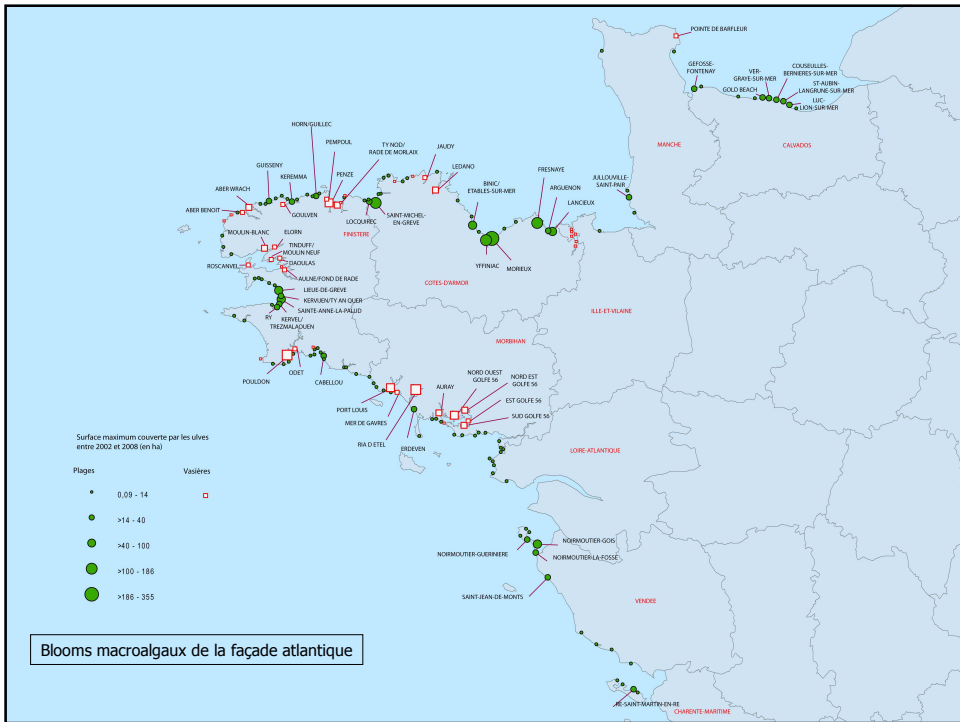 POINTE DE BARFLEUR
GEFOSSE-
FONTENAY
VER-
GRAYE-SUR-MER
GOLD BEACH
COUSEULLES-
BERNIERES-SUR-MER
ST-AUBIN-
LANGRUNE-SUR-MER
LUC-
LION-SUR-MER
MANCHE
CALVADOS
HORN/GUILLEC
PEMPOUL
TY NOD/
RADE DE MORLAIX
JAUDY
LEDANO
GUISSENY
KEREMMA
PENZE
BINIC/
ETABLES-SUR-MER
FRESNAYE
ARGUENON
LANCIEUX
JULLOUVILLE-
SAINT-PAIR
ABER WRACH
ABER BENOIT
GOULVEN
LOCQUIREC
SAINT-MICHEL-
EN-GREVE
FINISTERE
MOULIN-BLANC
ELORN
TINDUFF/
MOULIN NEUF
DAOULAS
ROSCANVEL
AULNE/FOND DE RADE
YFFINIAC
MORIEUX
COTES-D'ARMOR
ILLE-ET-VILAINE
LIEUE-DE-GREVE
KERVIJEN/TY AN QUER
SAINTE-ANNE-LA-PALUD
RY
KERVEL/
TREZMALAOUEN
MORBIHAN
POULDON
ODET
CABELLOU
PORT LOUIS
MER DE GAVRES
RIA D ETEL
ERDEVEN
AURAY
NORD OUEST
GOLFE 56
NORD EST
GOLFE 56
EST GOLFE 56
SUD GOLFE 56
LOIRE-ATLANTIQUE
Surface maximum couverte par les ulves
entre 2002 et 2008 (en ha)
Plages
Vasières
0,09 - 14
>14 - 40
>40 - 100
>100 - 186
>186 - 355
NOIRMOUTIER-GUERINIERE
NOIRMOUTIER-GOIS
NOIRMOUTIER-LA-FOSSE
SAINT-JEAN-DE-MONTS
VENDEE
RE-SAINT-MARTIN-EN-RE
CHARENTE-MARITIME
Blooms macroalgaux de la façade atlantique